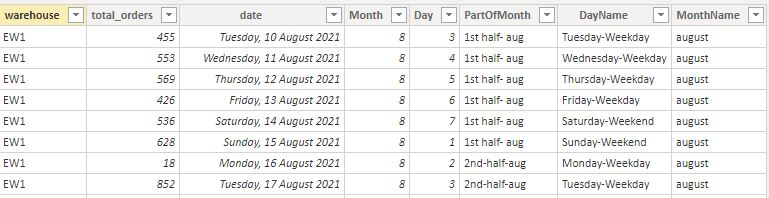 warehouse total_orders date Month Day PartOfMonth DayName MonthName
EW1 455 Tuesday, 10 August 2021 8 3 1st half- aug Tuesday-Weekday august
EW1 553 Wednesday, 11 August 2021 8 4 1st half- aug Wednesday-Weekday august
EW1 569 Thursday, 12 August 2021 8 5 1st half- aug Thursday-Weekday august
EW1 426 Friday, 13 August 2021 8 6 1st half- aug Friday-Weekday august
EW1 536 Saturday, 14 August 2021 8 7 1st half- aug Saturday-Weekend august
EW1 628 Sunday, 15 August 2021 8 1 1st half- aug Sunday-Weekend august
EW1 18 Monday, 16 August 2021 8 2 2nd-half-aug Monday-Weekday august
EW1 852 Tuesday, 17 August 2021 8 3 2nd-half-aug Tuesday-Weekday august